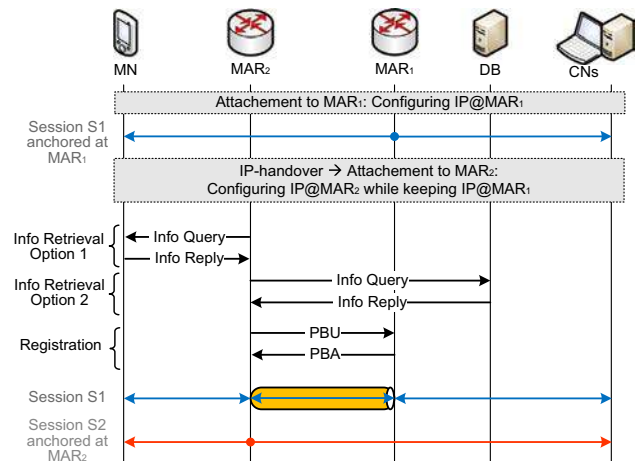 MN
MAR2
MAR1
DB
CNs
Attachement to MAR1: Configuring IP@MAR1
Session S1
anchored at
MAR1
IP-handover → Attachement to MAR2:
Configuring IP@MAR2 while keeping IP@MAR1
Info Retrieval
Option 1
Info Query
Info Reply
Info Retrieval
Option 2
Info Query
Info Reply
Registration
PBU
PBA
Session S1
Session S2
anchored at
MAR2